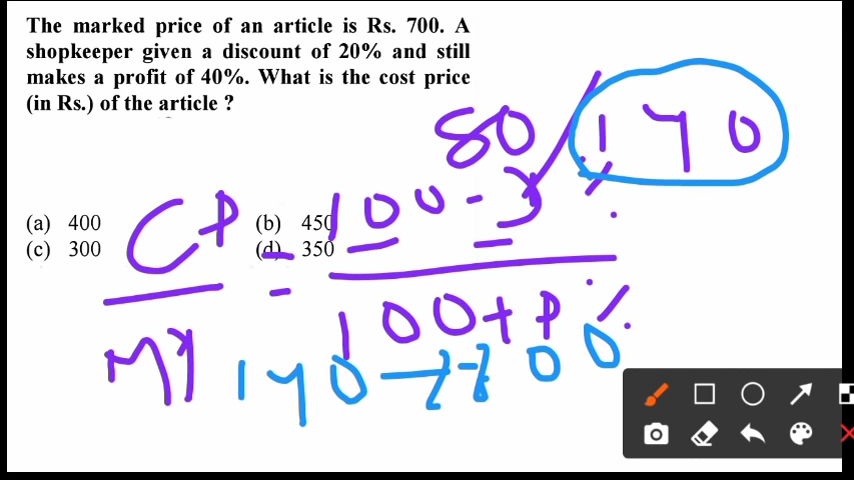 The marked price of an article is Rs. 700. A
shopkeeper given a discount of 20% and still
makes a profit of 40%. What is the cost price
(in Rs.) of the article ?
80 140
(a) 400 (b) 450
(c) 300 (d) 350
CP = 100 - D %
MP 100 + P %
140 → 700